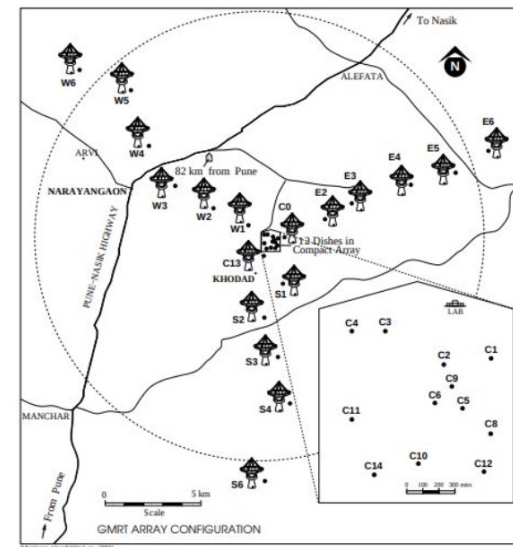 To Nasik
ALEFATA
N
W6
W5
E6
W4
ARVI
E5
E4
82 km from Pune
E3
NARAYANGAON
W3
W2
E2
W1
C0
12 Dishes in
Compact Array
C13
KHODAD
S1
PUNE-NASIK HIGHWAY
S2
LAB
C4
C3
C1
C2
S3
C9
C6
C5
S4
MANCHAR
C11
C8
C10
C14
C12
S6
From Pune
0
5 km
Scale
0 100 200 300 mtrs
GMRT ARRAY CONFIGURATION